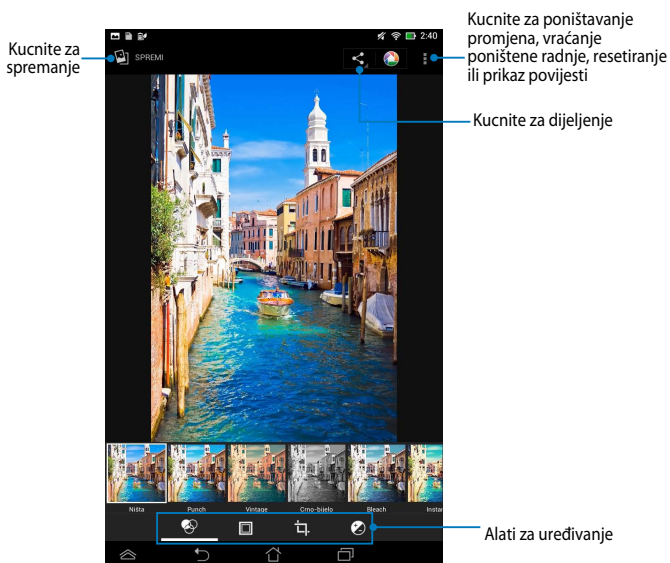 Kucnite za poništavanje
promjena, vraćanje
poništene radnje, resetiranje
ili prikaz povijesti
Kucnite za
spremanje
2:40
SPREMI
Kucnite za dijeljenje
Ništa
Punch
Vintage
Crno-bijelo
Bleach
Instan
Alati za uređivanje